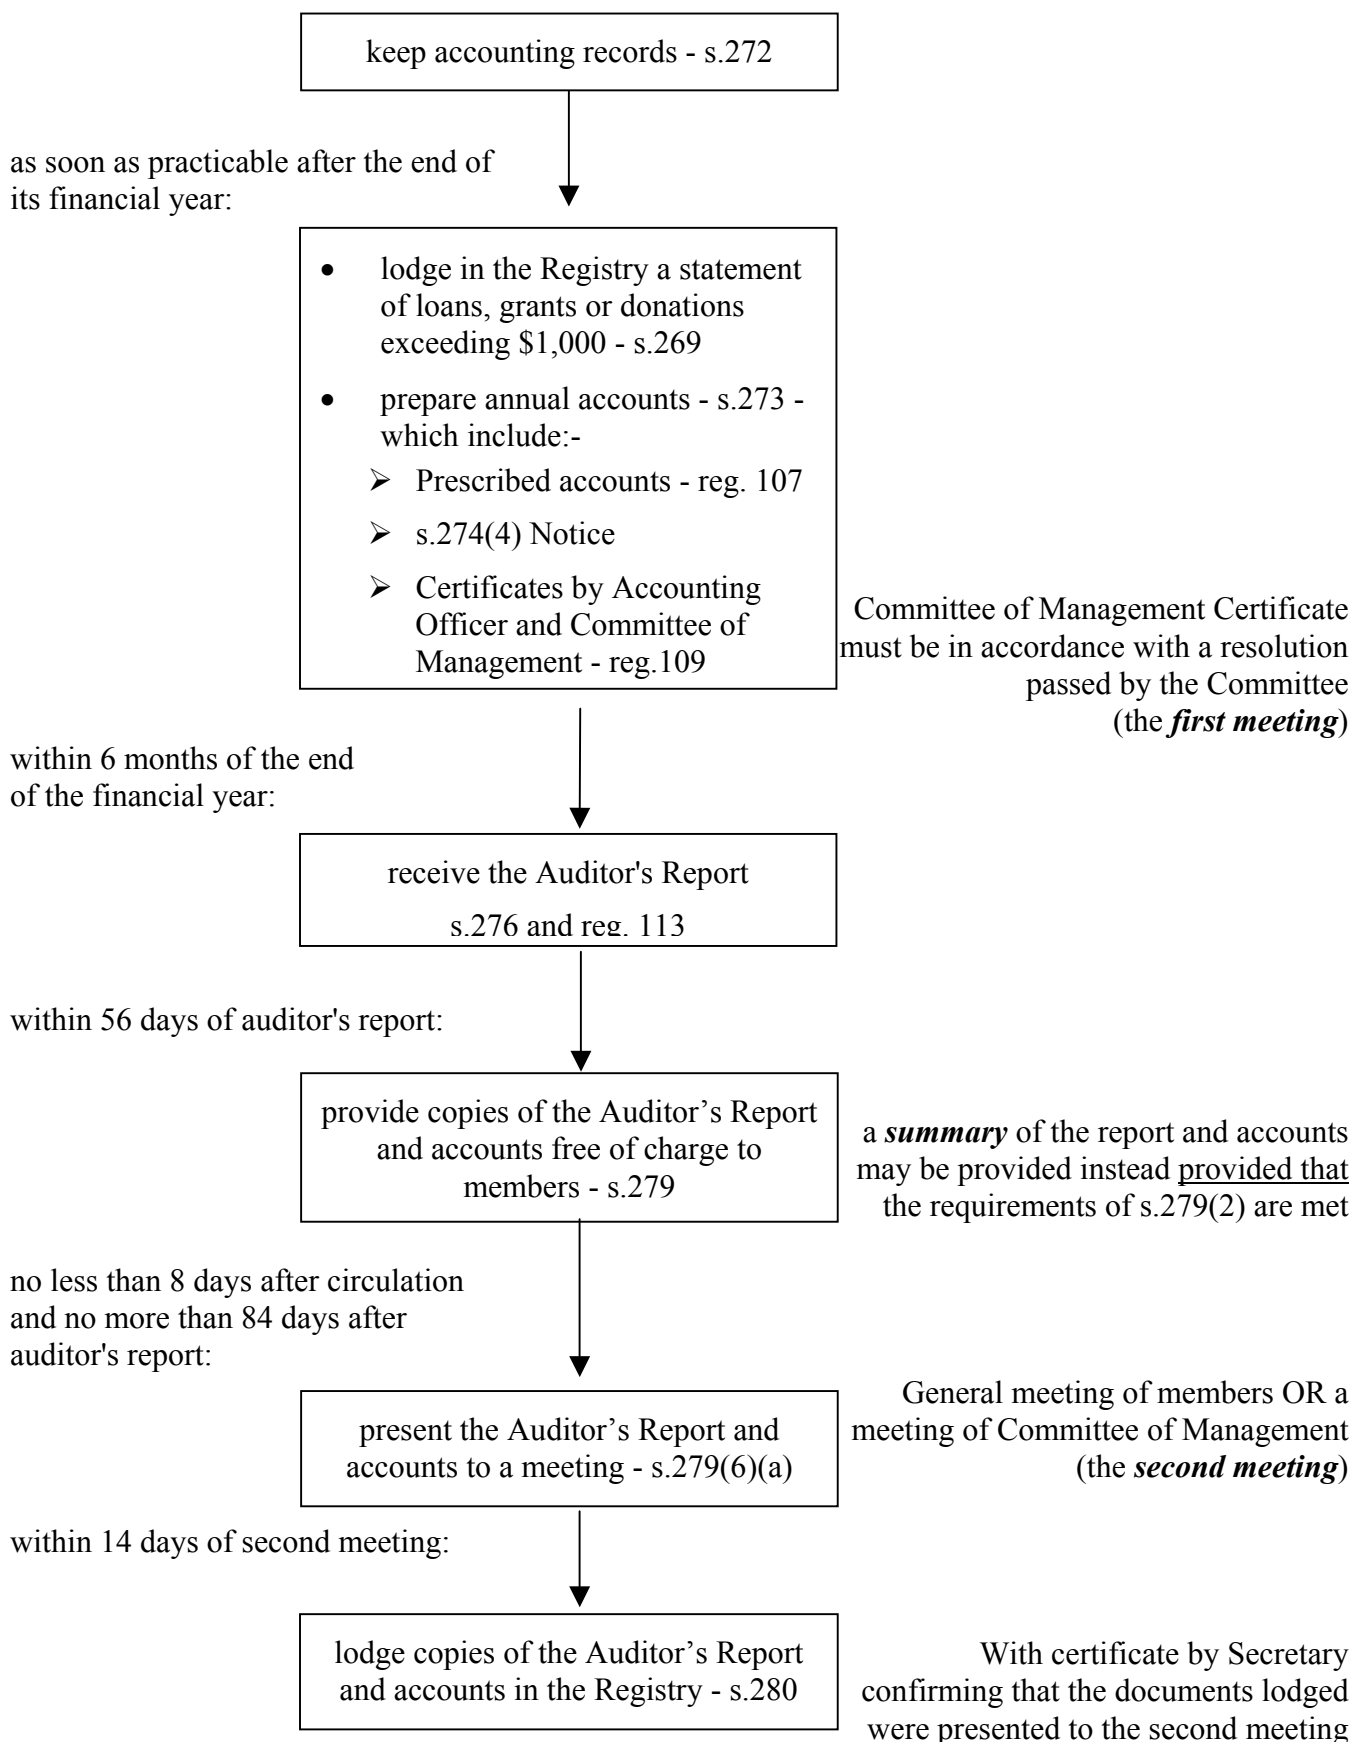 keep accounting records - s.272
as soon as practicable after the end of
its financial year:
• lodge in the Registry a statement
of loans, grants or donations
exceeding $1,000 - s.269
• prepare annual accounts - s.273 -
which include:-
➢ Prescribed accounts - reg. 107
➢ s.274(4) Notice
➢ Certificates by Accounting
Officer and Committee of
Management - reg.109
Committee of Management Certificate
must be in accordance with a resolution
passed by the Committee
(the first meeting)
within 6 months of the end
of the financial year:
receive the Auditor's Report
s.276 and reg. 113
within 56 days of auditor's report:
provide copies of the Auditor’s Report
and accounts free of charge to
members - s.279
a summary of the report and accounts
may be provided instead provided that
the requirements of s.279(2) are met
no less than 8 days after circulation
and no more than 84 days after
auditor's report:
present the Auditor’s Report and
accounts to a meeting - s.279(6)(a)
General meeting of members OR a
meeting of Committee of Management
(the second meeting)
within 14 days of second meeting:
lodge copies of the Auditor’s Report
and accounts in the Registry - s.280
With certificate by Secretary
confirming that the documents lodged
were presented to the second meeting